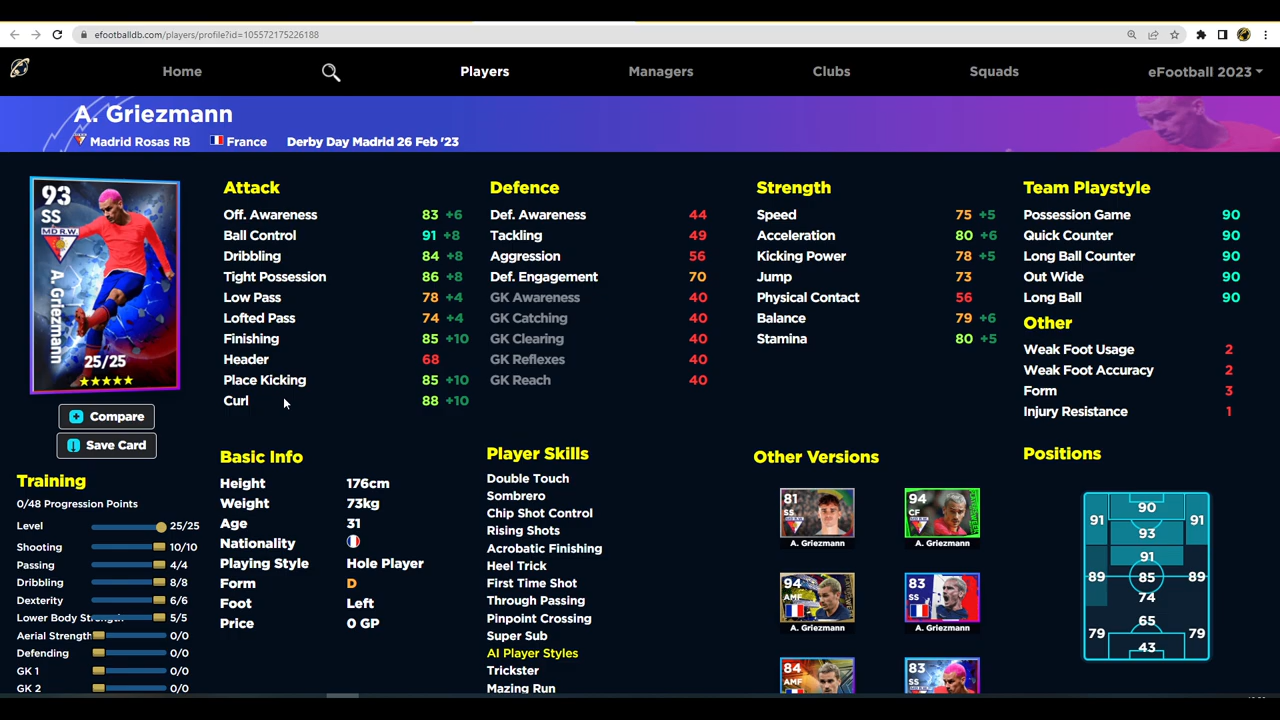 efootballdb.com/players/profile?id=105572175226188
Home Players Managers Clubs Squads eFootball 2023
A. Griezmann
Madrid Rosas RB France Derby Day Madrid 26 Feb '23
93
SS
MD R.W.
A. Griezmann
25/25
Compare
Save Card
Attack
Off. Awareness 83 +6
Ball Control 91 +8
Dribbling 84 +8
Tight Possession 86 +8
Low Pass 78 +4
Lofted Pass 74 +4
Finishing 85 +10
Header 68
Place Kicking 85 +10
Curl 88 +10
Defence
Def. Awareness 44
Tackling 49
Aggression 56
Def. Engagement 70
GK Awareness 40
GK Catching 40
GK Clearing 40
GK Reflexes 40
GK Reach 40
Strength
Speed 75 +5
Acceleration 80 +6
Kicking Power 78 +5
Jump 73
Physical Contact 56
Balance 79 +6
Stamina 80 +5
Team Playstyle
Possession Game 90
Quick Counter 90
Long Ball Counter 90
Out Wide 90
Long Ball 90
Other
Weak Foot Usage 2
Weak Foot Accuracy 2
Form 3
Injury Resistance 1
Training
0/48 Progression Points
Level 25/25
Shooting 10/10
Passing 4/4
Dribbling 8/8
Dexterity 6/6
Lower Body Strength 5/5
Aerial Strength 0/0
Defending 0/0
GK 1 0/0
GK 2 0/0
Basic Info
Height 176cm
Weight 73kg
Age 31
Nationality
Playing Style Hole Player
Form D
Foot Left
Price 0 GP
Player Skills
Double Touch
Sombrero
Chip Shot Control
Rising Shots
Acrobatic Finishing
Heel Trick
First Time Shot
Through Passing
Pinpoint Crossing
Super Sub
AI Player Styles
Trickster
Mazing Run
Other Versions
81
SS
A. Griezmann
94
CF
A. Griezmann
94
AMF
A. Griezmann
83
SS
A. Griezmann
84
AMF
83
SS
Positions
90
91 91
93
91
89 85 89
74
65
79 79
43